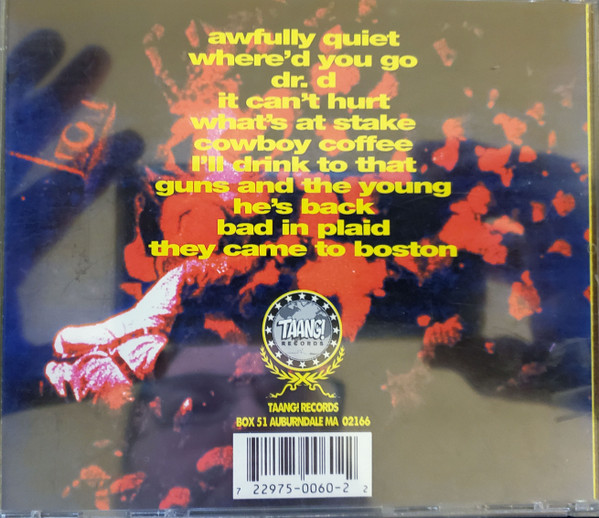 awfully quiet
where'd you go
dr. d
it can't hurt
what's at stake
cowboy coffee
I'll drink to that
guns and the young
he's back
bad in plaid
they came to boston
TAANG!
RECORDS
TAANG! RECORDS
BOX 51 AUBURNDALE MA 02166
7 22975-0060-2 2